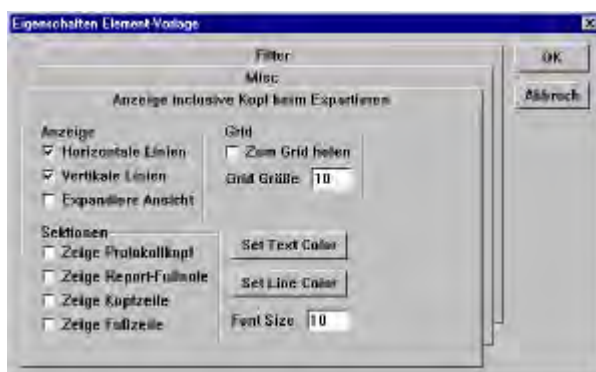 Eigenschaften Element-Vorlage
Filter
OK
Misc
Abbruch
Anzeige inclusive Kopf beim Exportieren
Anzeige
Horizontale Linien
Vertikale Linien
Expandiere Ansicht
Grid
Zum Grid holen
Grid Größe 10
Sektionen
Zeige Protokollkopf
Zeige Report-Fußnote
Zeige Kopfzeile
Zeige Fußzeile
Set Text Color
Set Line Color
Font Size 10